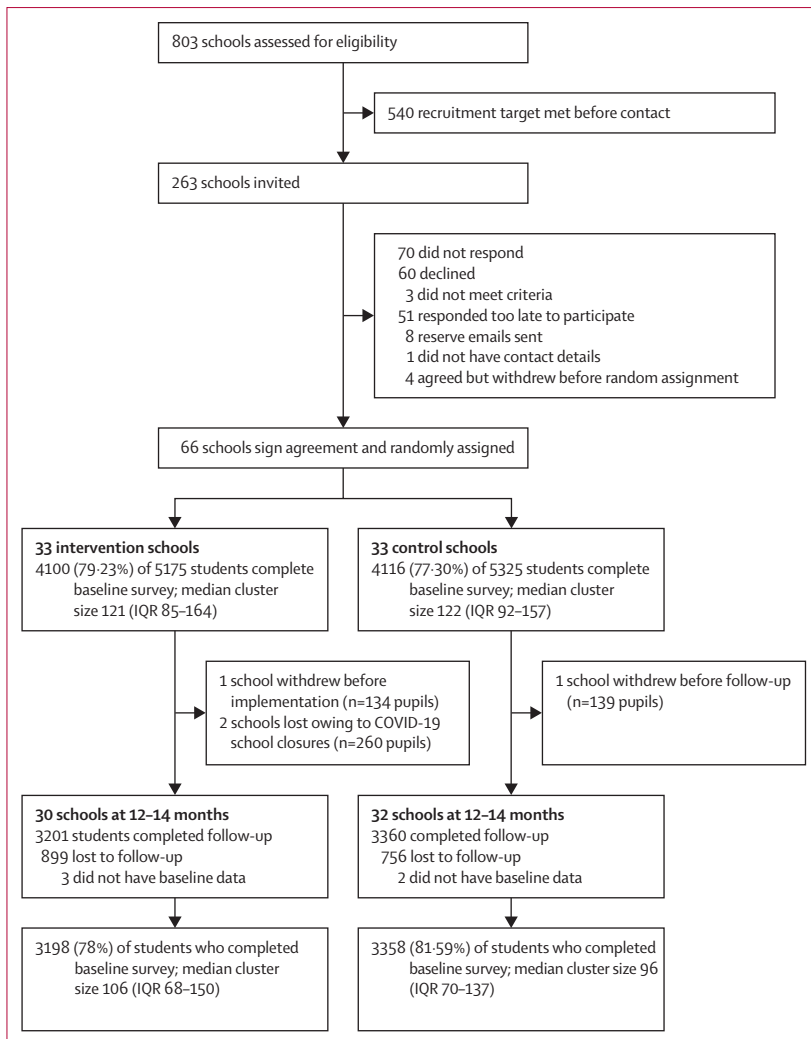 803 schools assessed for eligibility
540 recruitment target met before contact
263 schools invited
70 did not respond
60 declined
3 did not meet criteria
51 responded too late to participate
8 reserve emails sent
1 did not have contact details
4 agreed but withdrew before random assignment
66 schools sign agreement and randomly assigned
33 intervention schools
4100 (79·23%) of 5175 students complete
baseline survey; median cluster
size 121 (IQR 85–164)
33 control schools
4116 (77·30%) of 5325 students complete
baseline survey; median cluster
size 122 (IQR 92–157)
1 school withdrew before
implementation (n=134 pupils)
2 schools lost owing to COVID-19
school closures (n=260 pupils)
1 school withdrew before follow-up
(n=139 pupils)
30 schools at 12–14 months
3201 students completed follow-up
899 lost to follow-up
3 did not have baseline data
32 schools at 12–14 months
3360 completed follow-up
756 lost to follow-up
2 did not have baseline data
3198 (78%) of students who completed
baseline survey; median cluster
size 106 (IQR 68–150)
3358 (81·59%) of students who completed
baseline survey; median cluster size 96
(IQR 70–137)